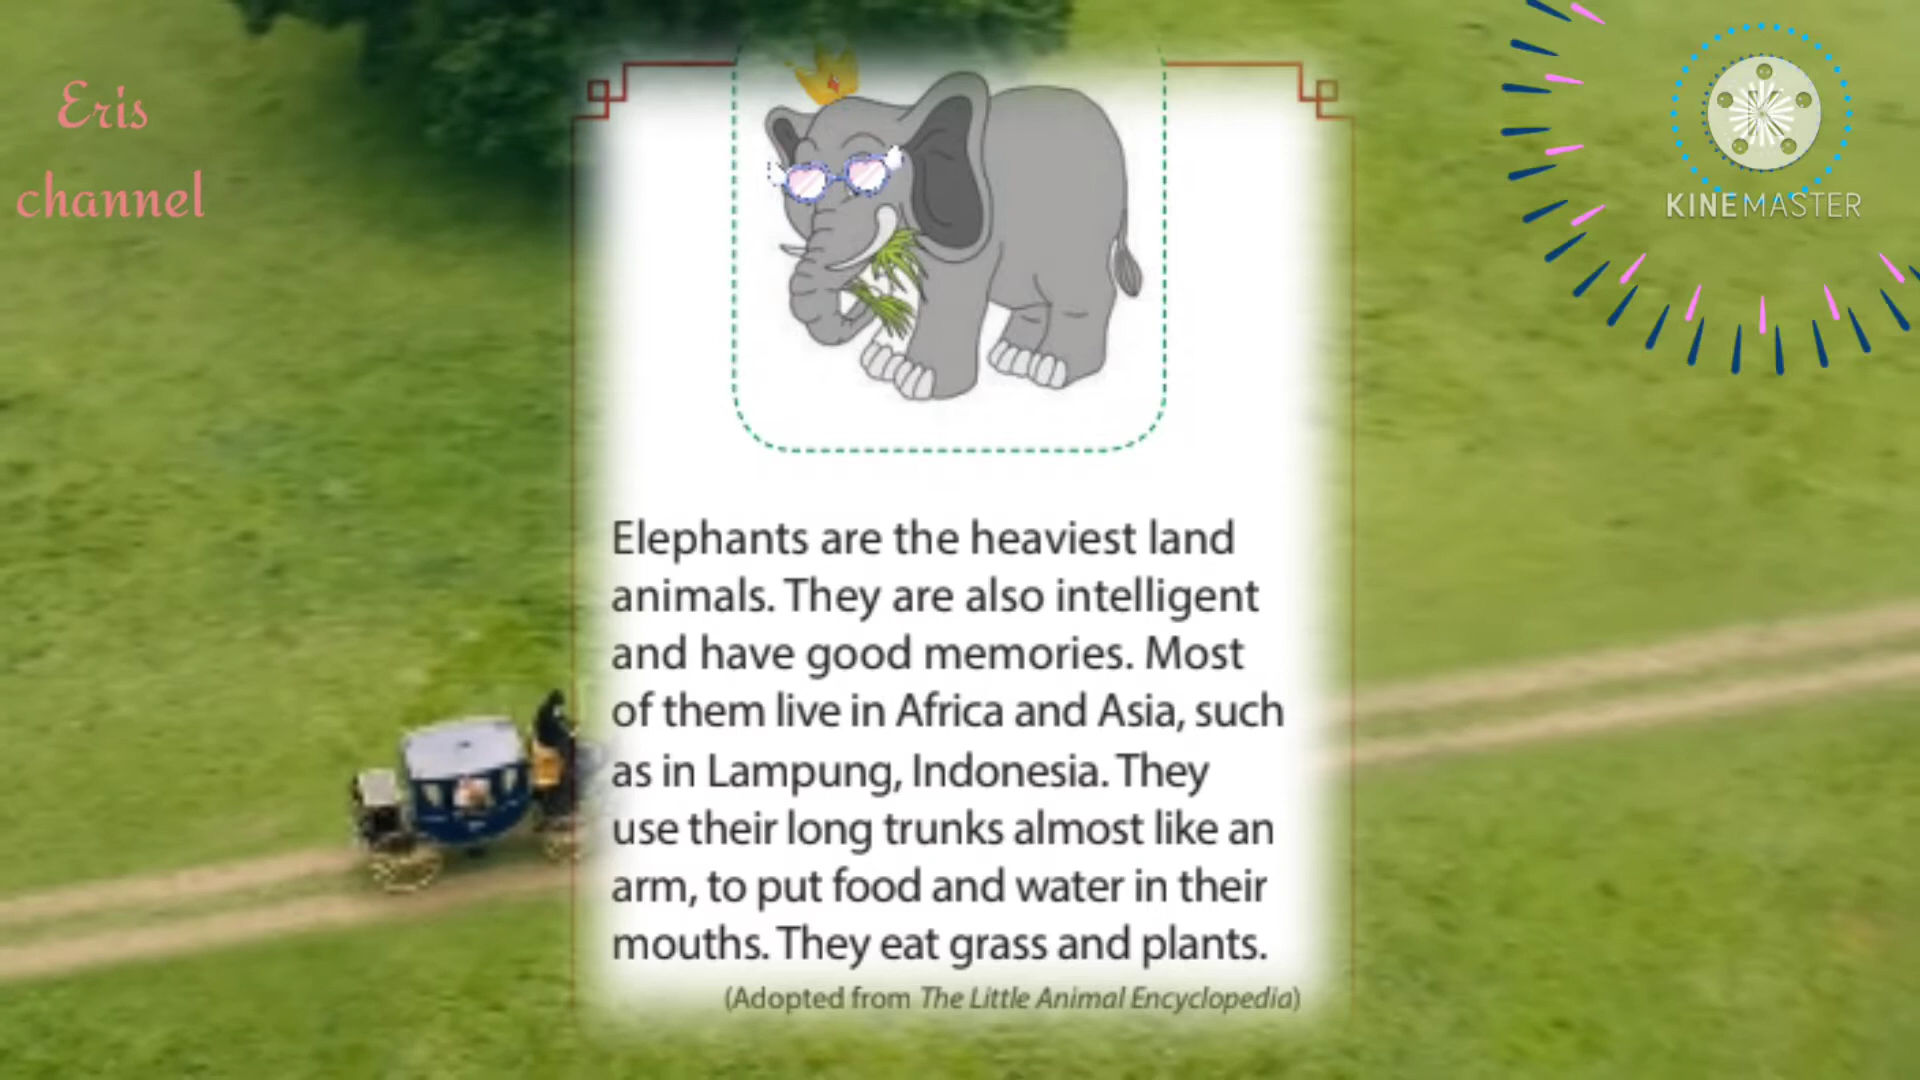 Eris
channel
KINEMASTER
Elephants are the heaviest land
animals. They are also intelligent
and have good memories. Most
of them live in Africa and Asia, such
as in Lampung, Indonesia. They
use their long trunks almost like an
arm, to put food and water in their
mouths. They eat grass and plants.
(Adopted from The Little Animal Encyclopedia)